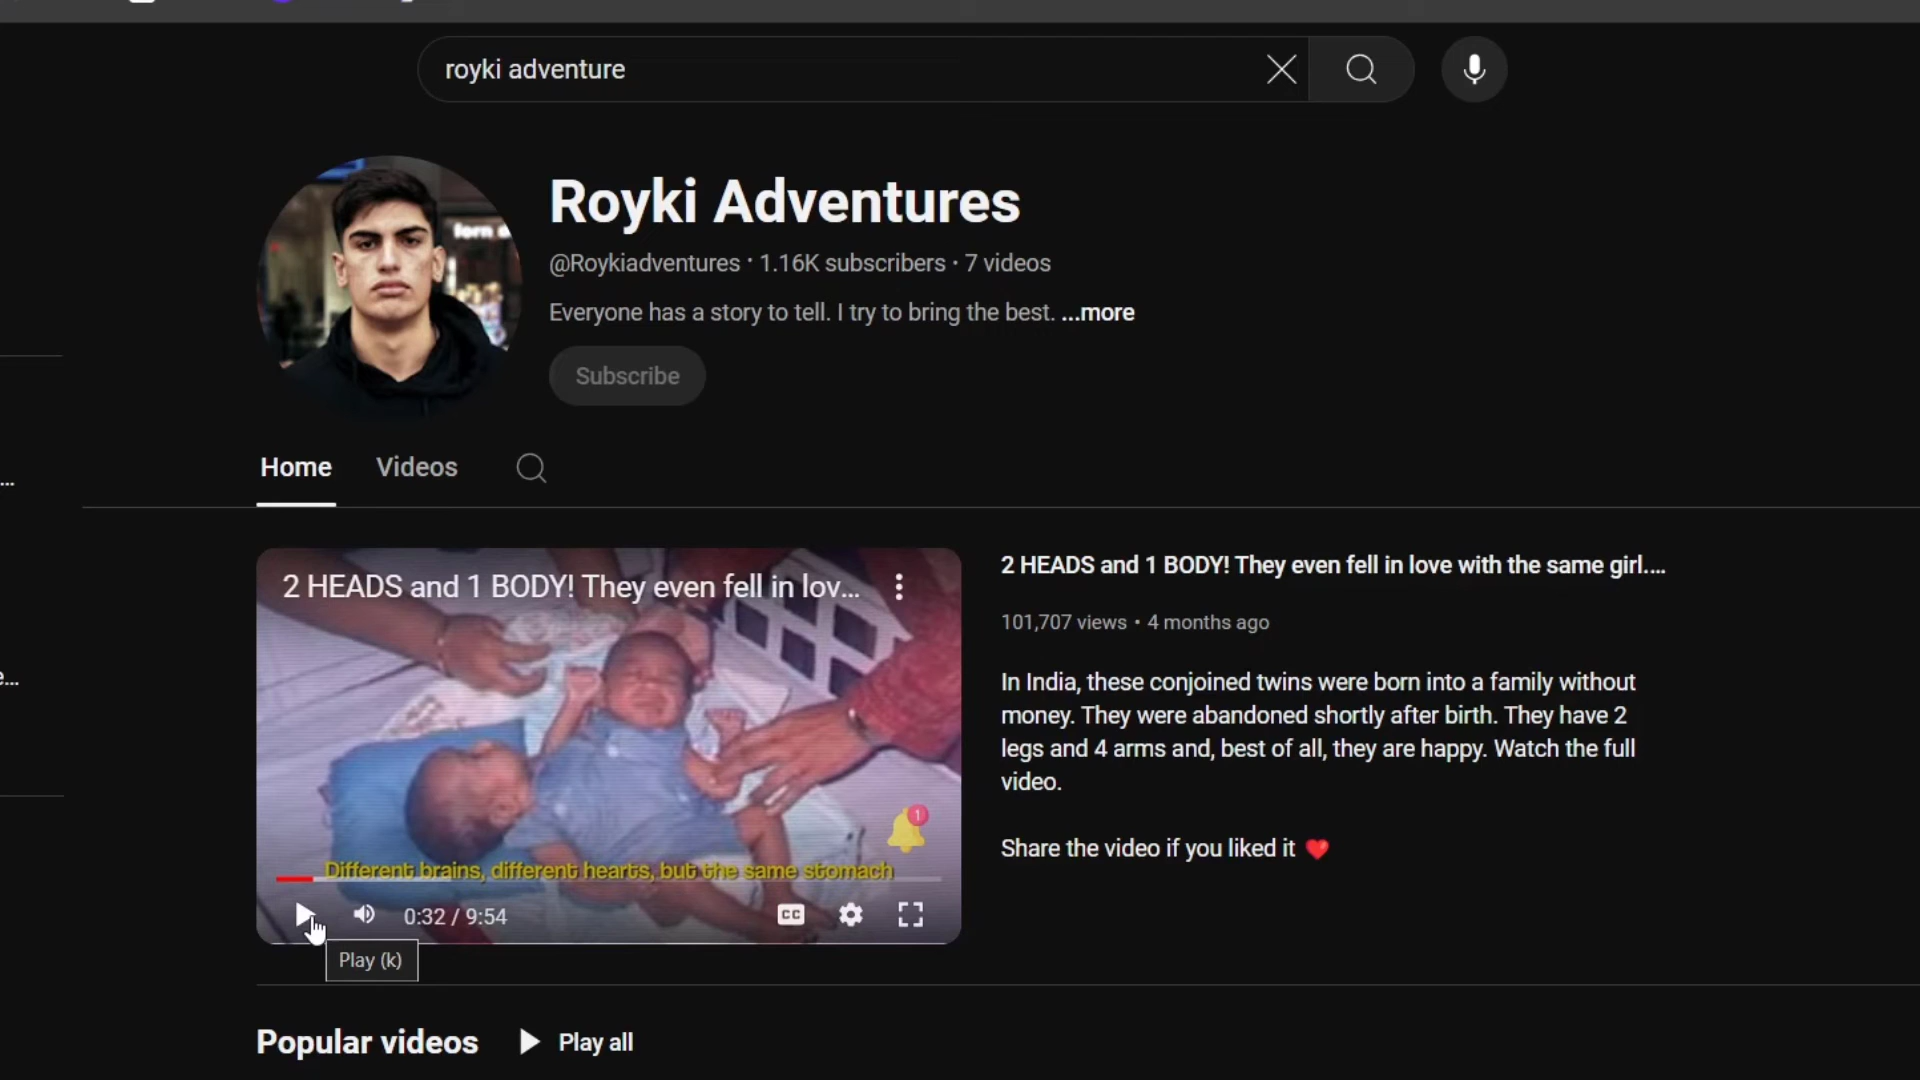 royki adventure
Royki Adventures
@Roykiadventures · 1.16K subscribers · 7 videos
Everyone has a story to tell. I try to bring the best. ...more
Subscribe
Home Videos
2 HEADS and 1 BODY! They even fell in lov...
2 HEADS and 1 BODY! They even fell in love with the same girl....
101,707 views • 4 months ago
In India, these conjoined twins were born into a family without
money. They were abandoned shortly after birth. They have 2
legs and 4 arms and, best of all, they are happy. Watch the full
video.
Share the video if you liked it ❤️
1
Different brains, different hearts, but the same stomach
0:32 / 9:54
CC
Play (k)
Popular videos Play all